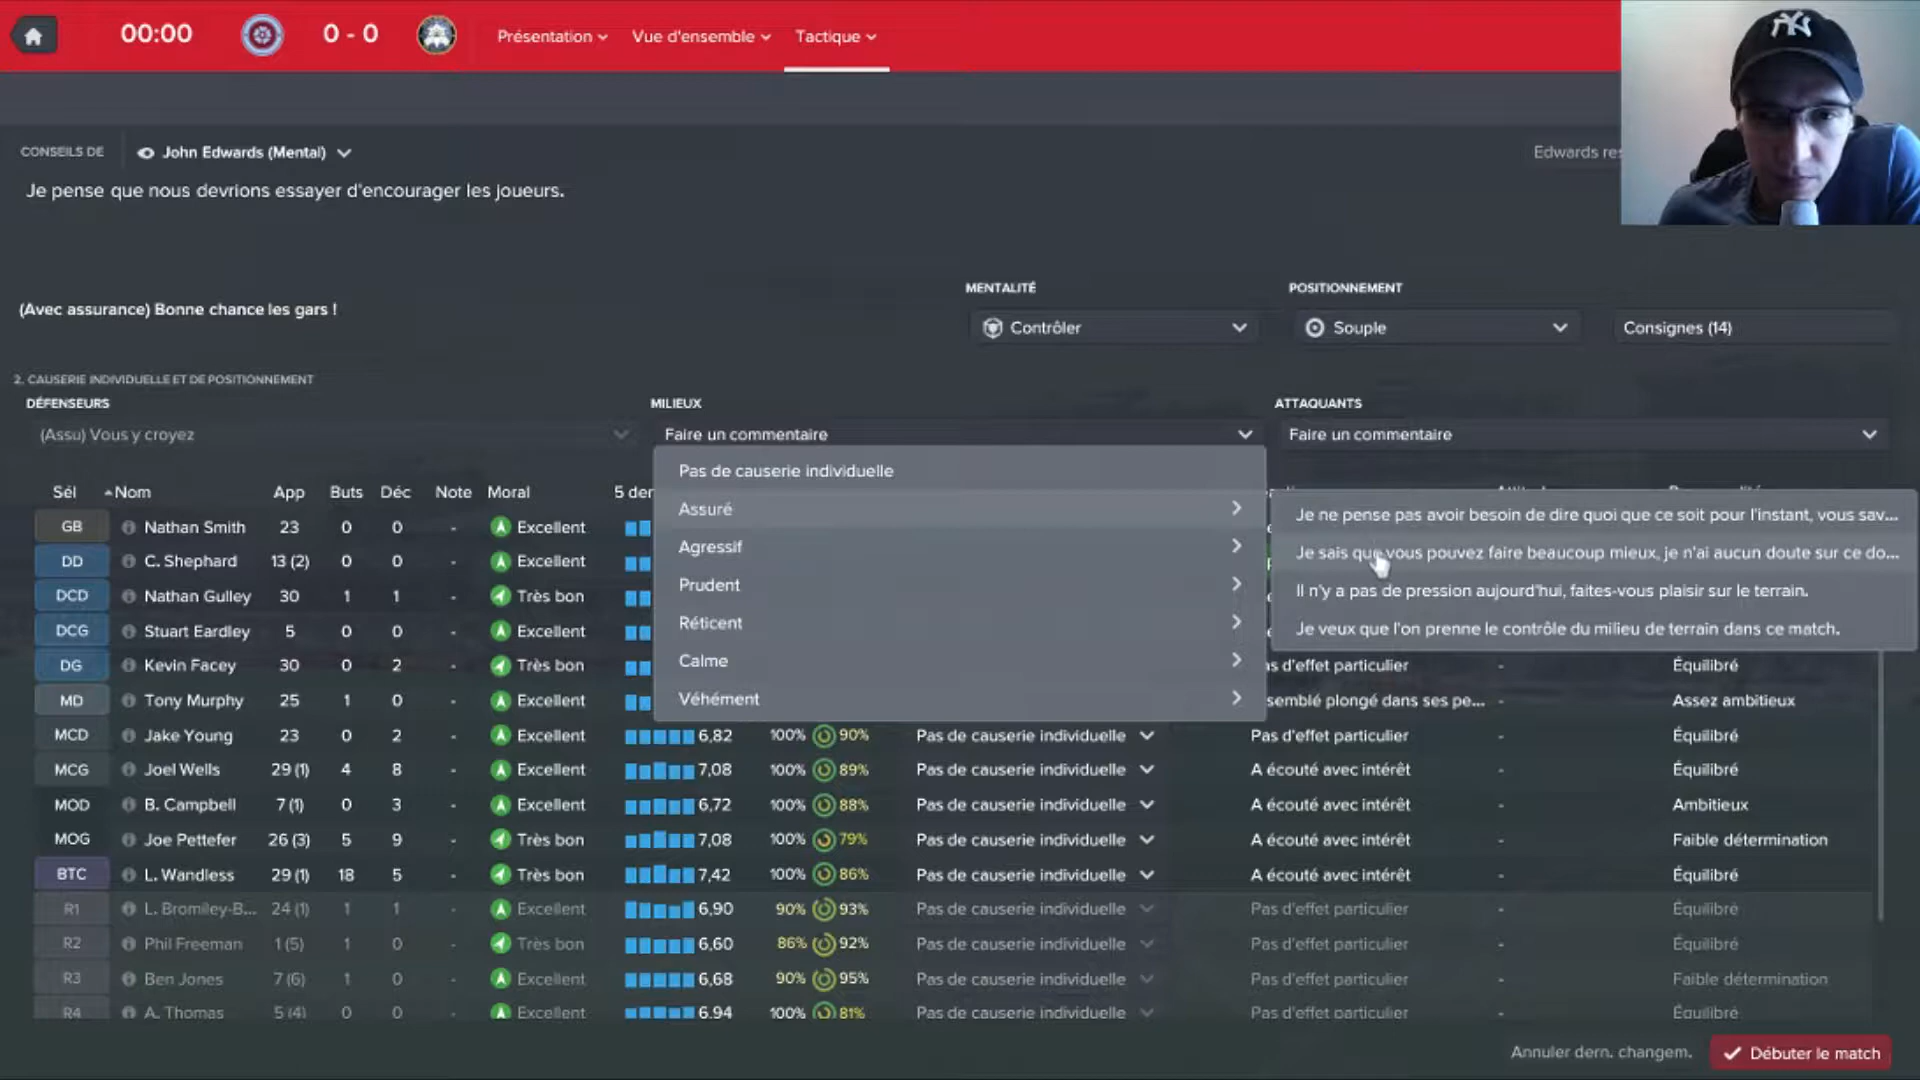 00:00
0 - 0
Présentation
Vue d'ensemble
Tactique
NY
CONSEILS DE
John Edwards (Mental)
Edwards res
Je pense que nous devrions essayer d'encourager les joueurs.
MENTALITÉ
POSITIONNEMENT
(Avec assurance) Bonne chance les gars !
Contrôler
Souple
Consignes (14)
2. CAUSERIE INDIVIDUELLE ET DE POSITIONNEMENT
DÉFENSEURS
MILIEUX
ATTAQUANTS
(Assu) Vous y croyez
Faire un commentaire
Faire un commentaire
Pas de causerie individuelle
Assuré
Agressif
Prudent
Réticent
Calme
Véhément
Je ne pense pas avoir besoin de dire quoi que ce soit pour l'instant, vous sav...
Je sais que vous pouvez faire beaucoup mieux, je n'ai aucun doute sur ce do...
Il n'y a pas de pression aujourd'hui, faites-vous plaisir sur le terrain.
Je veux que l'on prenne le contrôle du milieu de terrain dans ce match.
Sél Nom App Buts Déc Note Moral 5 der
GB Nathan Smith 23 0 0 - Excellent
DD C. Shephard 13 (2) 0 0 - Excellent
DCD Nathan Gulley 30 1 1 - Très bon
DCG Stuart Eardley 5 0 0 - Excellent
DG Kevin Facey 30 0 2 - Très bon as d'effet particulier - Équilibré
MD Tony Murphy 25 1 0 - Excellent semblé plongé dans ses pe... - Assez ambitieux
MCD Jake Young 23 0 2 - Excellent 6,82 100% 90% Pas de causerie individuelle Pas d'effet particulier - Équilibré
MCG Joel Wells 29 (1) 4 8 - Excellent 7,08 100% 89% Pas de causerie individuelle A écouté avec intérêt - Équilibré
MOD B. Campbell 7 (1) 0 3 - Excellent 6,72 100% 88% Pas de causerie individuelle A écouté avec intérêt - Ambitieux
MOG Joe Pettefer 26 (3) 5 9 - Très bon 7,08 100% 79% Pas de causerie individuelle A écouté avec intérêt - Faible détermination
BTC L. Wandless 29 (1) 18 5 - Très bon 7,42 100% 86% Pas de causerie individuelle A écouté avec intérêt - Équilibré
R1 L. Bromiley-B... 24 (1) 1 1 - Excellent 6,90 90% 93% Pas de causerie individuelle Pas d'effet particulier - Équilibré
R2 Phil Freeman 1 (5) 1 0 - Très bon 6,60 86% 92% Pas de causerie individuelle Pas d'effet particulier - Équilibré
R3 Ben Jones 7 (6) 1 0 - Excellent 6,68 90% 95% Pas de causerie individuelle Pas d'effet particulier - Faible détermination
R4 A. Thomas 5 (4) 0 0 - Excellent 6,94 100% 81% Pas de causerie individuelle Pas d'effet particulier - Équilibré
Annuler dern. changem.
Débuter le match